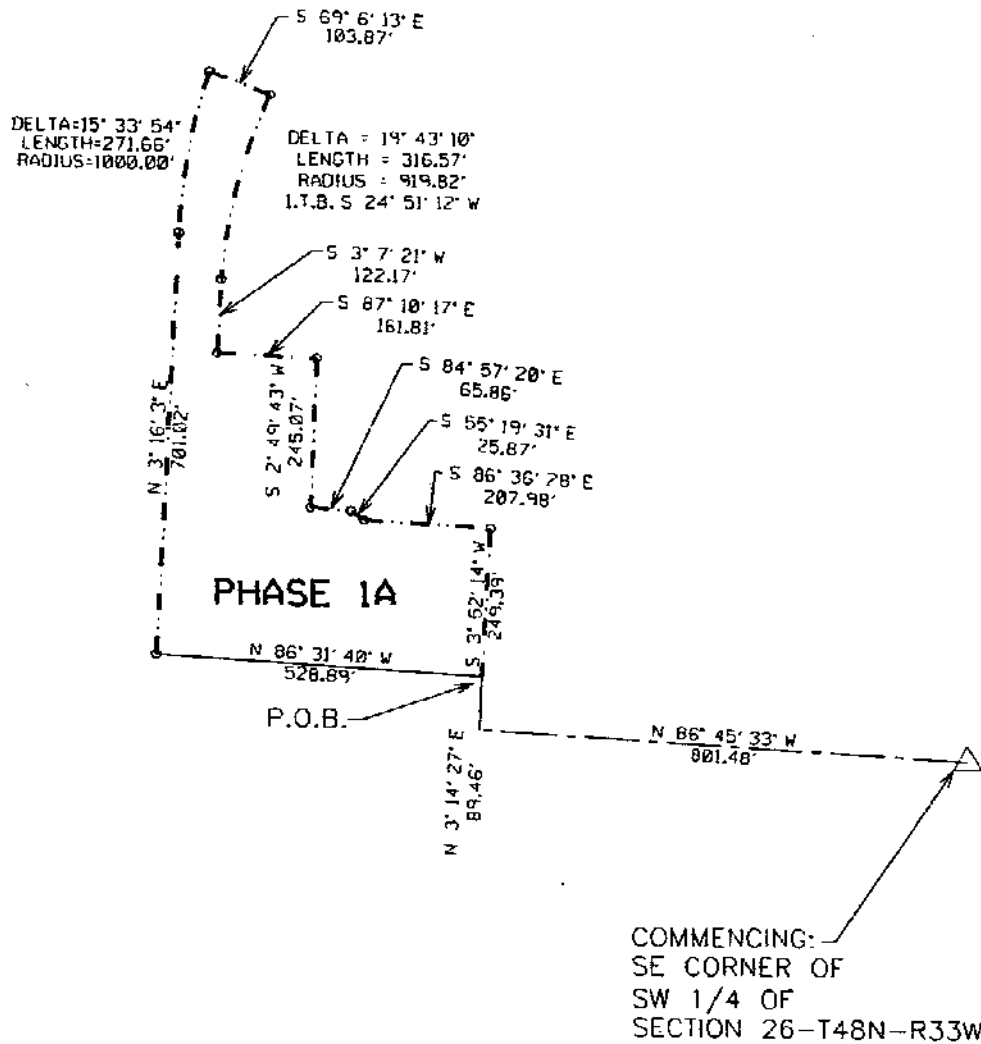 S 69° 6' 13" E
103.87'
DELTA=15° 33' 54"
LENGTH=271.66'
RADIUS=1000.00'
DELTA = 19° 43' 10"
LENGTH = 316.57'
RADIUS = 919.82'
I.T.B. S 24° 51' 12" W
S 3° 7' 21" W
122.17'
S 87° 10' 17" E
161.81'
S 84° 57' 20" E
65.86'
S 55° 19' 31" E
25.87'
S 86° 36' 28" E
207.98'
N 3° 16' 3" E
701.02'
S 2° 49' 43" W
245.07'
S 3° 52' 14" W
249.39'
PHASE 1A
N 86° 31' 40" W
528.89'
P.O.B.
N 3° 14' 27" E
89.46'
N 86° 45' 33" W
801.48'
COMMENCING:
SE CORNER OF
SW 1/4 OF
SECTION 26-T48N-R33W